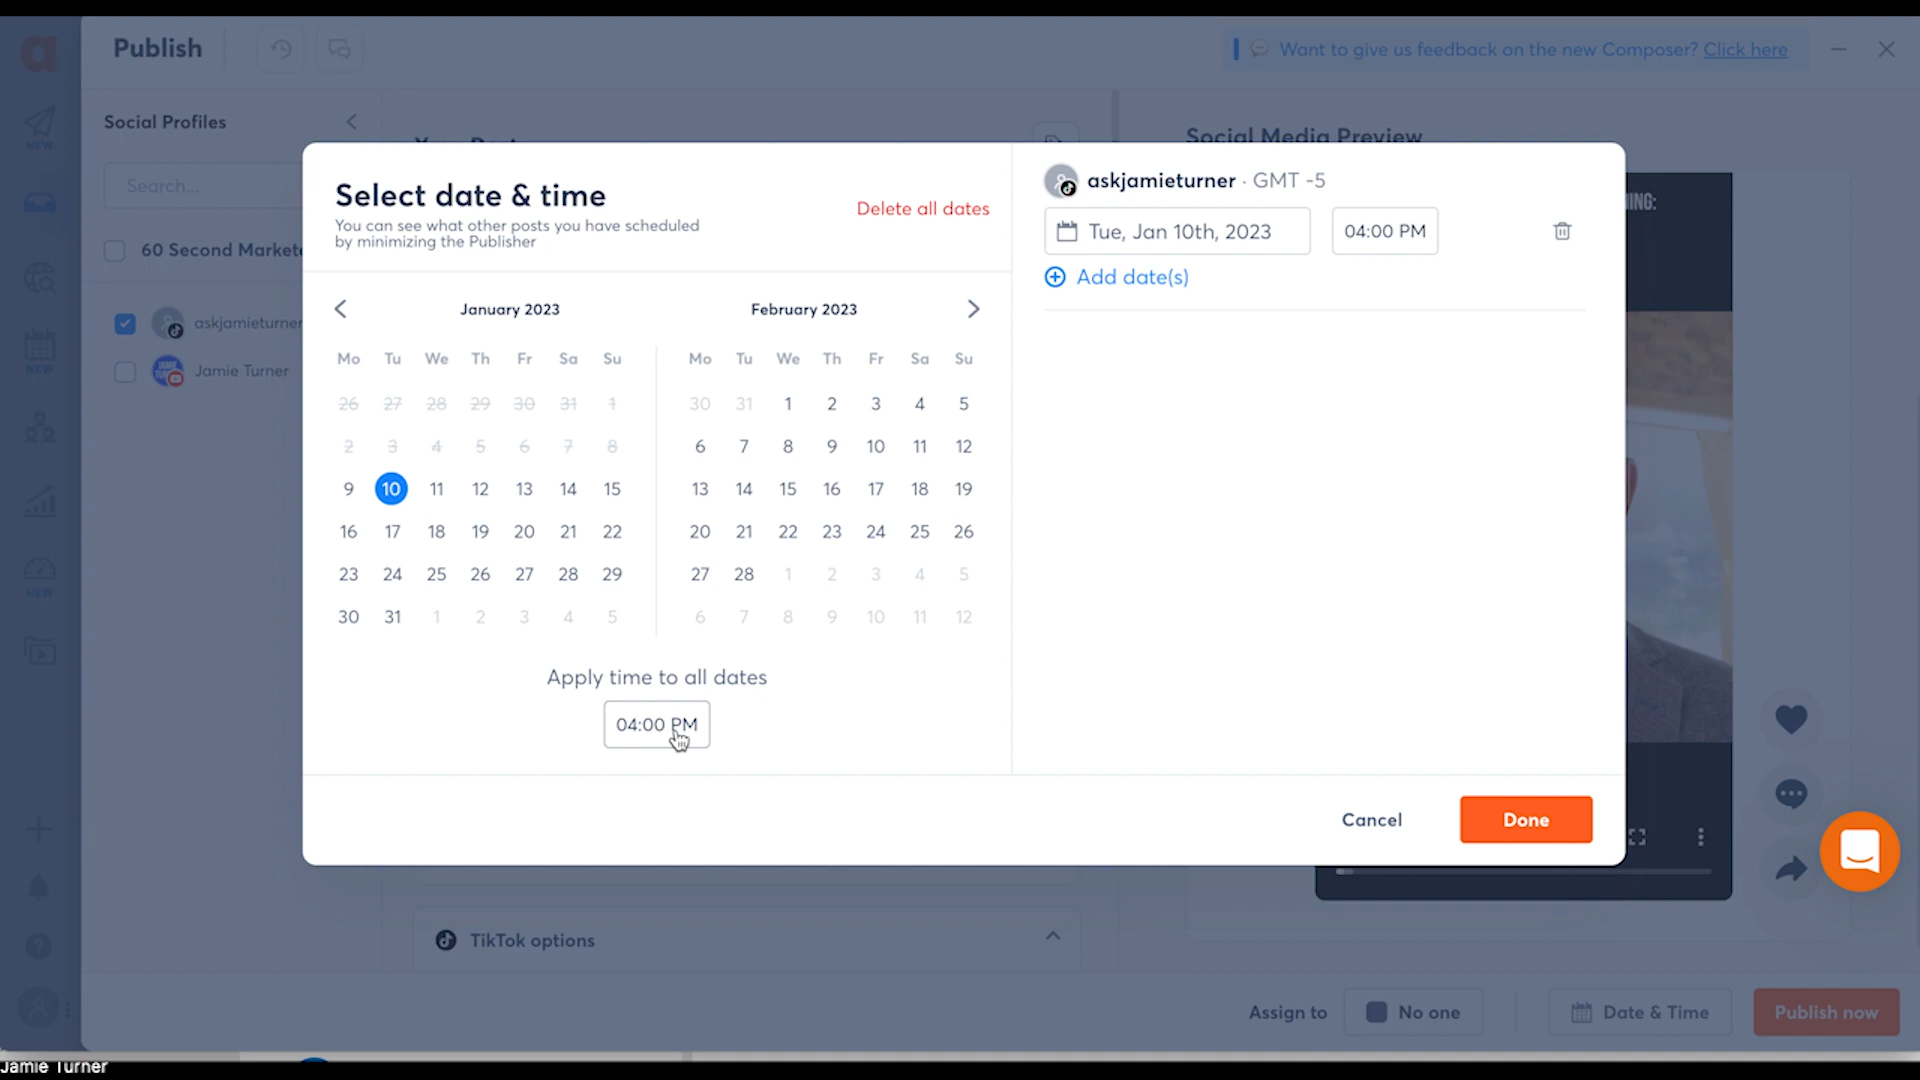 Publish
Want to give us feedback on the new Composer? Click here
Social Profiles
Search...
60 Second Markete
askjamieturner
Jamie Turner
NEW
NEW
NEW
Social Media Preview
NING:
Select date & time
You can see what other posts you have scheduled
by minimizing the Publisher
Delete all dates
January 2023
Mo Tu We Th Fr Sa Su
26 27 28 29 30 31 1
2 3 4 5 6 7 8
9 10 11 12 13 14 15
16 17 18 19 20 21 22
23 24 25 26 27 28 29
30 31 1 2 3 4 5
February 2023
Mo Tu We Th Fr Sa Su
30 31 1 2 3 4 5
6 7 8 9 10 11 12
13 14 15 16 17 18 19
20 21 22 23 24 25 26
27 28 1 2 3 4 5
6 7 8 9 10 11 12
Apply time to all dates
04:00 PM
askjamieturner · GMT -5
Tue, Jan 10th, 2023
04:00 PM
Add date(s)
Cancel
Done
TikTok options
Assign to
No one
Date & Time
Publish now
Jamie Turner